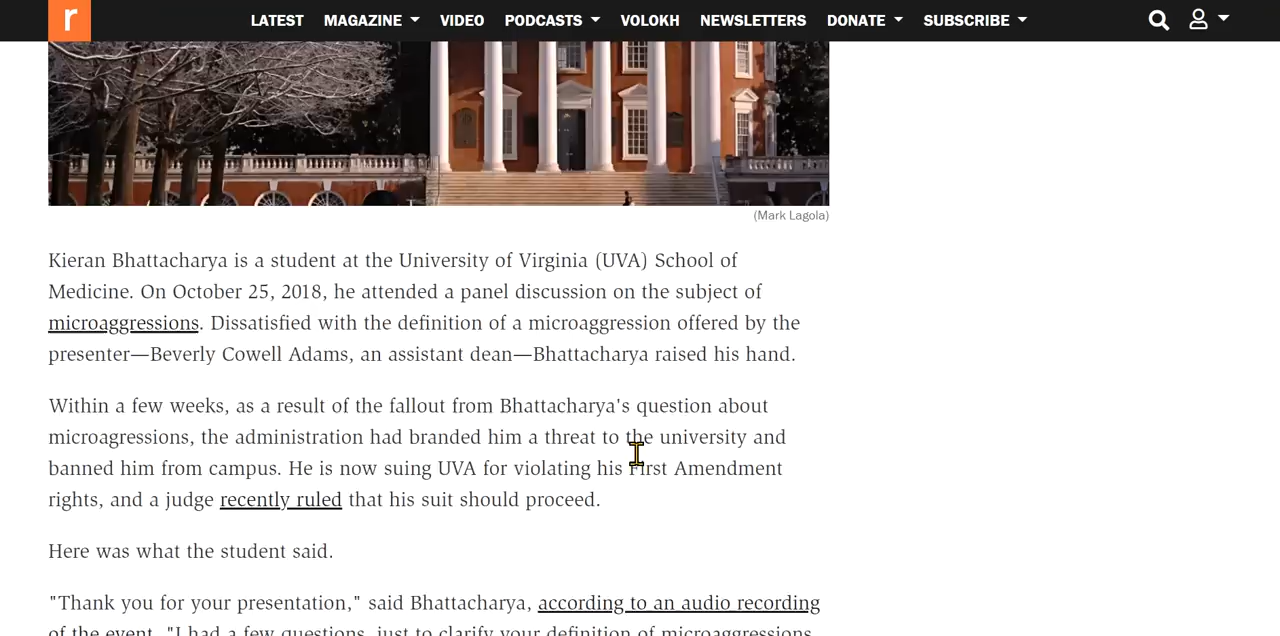 r LATEST MAGAZINE VIDEO PODCASTS VOLOKH NEWSLETTERS DONATE SUBSCRIBE
(Mark Lagola)
Kieran Bhattacharya is a student at the University of Virginia (UVA) School of
Medicine. On October 25, 2018, he attended a panel discussion on the subject of
microaggressions. Dissatisfied with the definition of a microaggression offered by the
presenter—Beverly Cowell Adams, an assistant dean—Bhattacharya raised his hand.
Within a few weeks, as a result of the fallout from Bhattacharya's question about
microagressions, the administration had branded him a threat to the university and
banned him from campus. He is now suing UVA for violating his First Amendment
rights, and a judge recently ruled that his suit should proceed.
Here was what the student said.
"Thank you for your presentation," said Bhattacharya, according to an audio recording
of the event. "I had a few questions, just to clarify your definition of microaggressions.